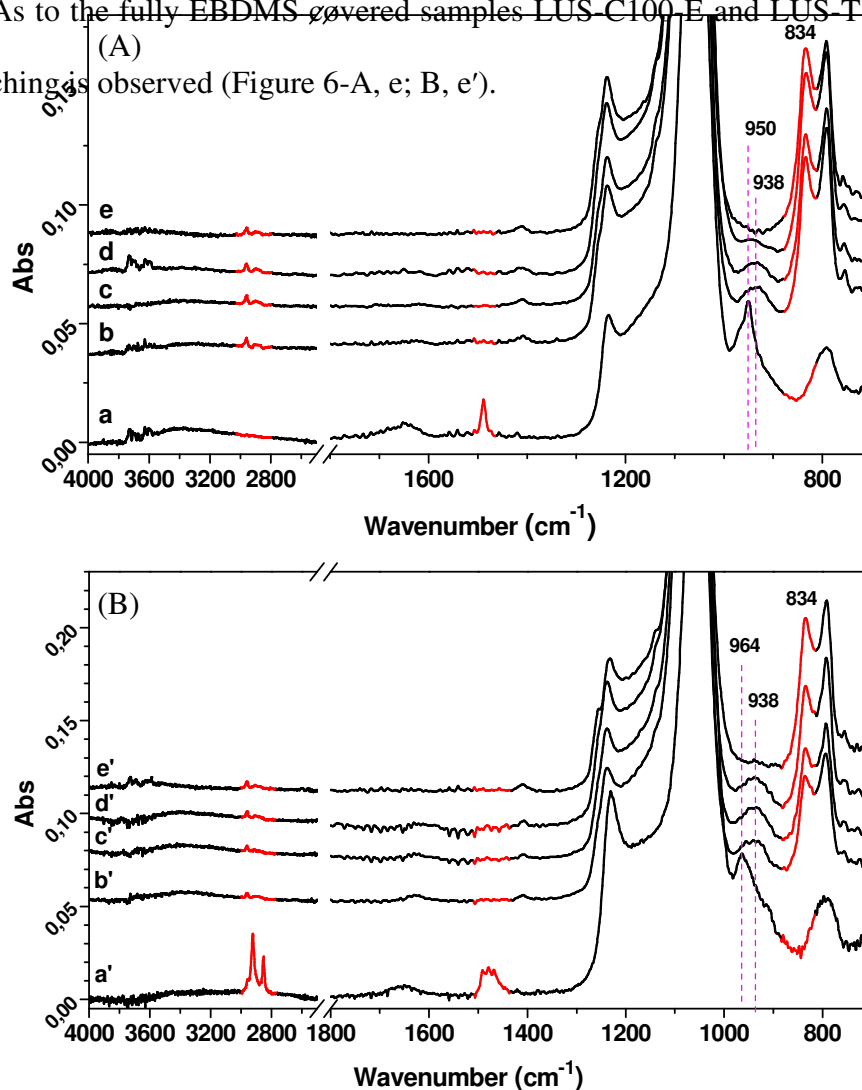 As to the fully EBDMS covered samples LUS-C100-E and LUS-T
ching is observed (Figure 6-A, e; B, e′).
(A)
834
0,15
950
938
0,10
e
d
c
0,05
b
a
0,00
Abs
4000 3600 3200 2800 1600 1200 800
Wavenumber (cm-1)
(B)
834
0,20
964
938
0,15
e'
d'
0,10
c'
b'
0,05
a'
0,00
Abs
4000 3600 3200 2800 1800 1600 1400 1200 1000 800
Wavenumber (cm-1)